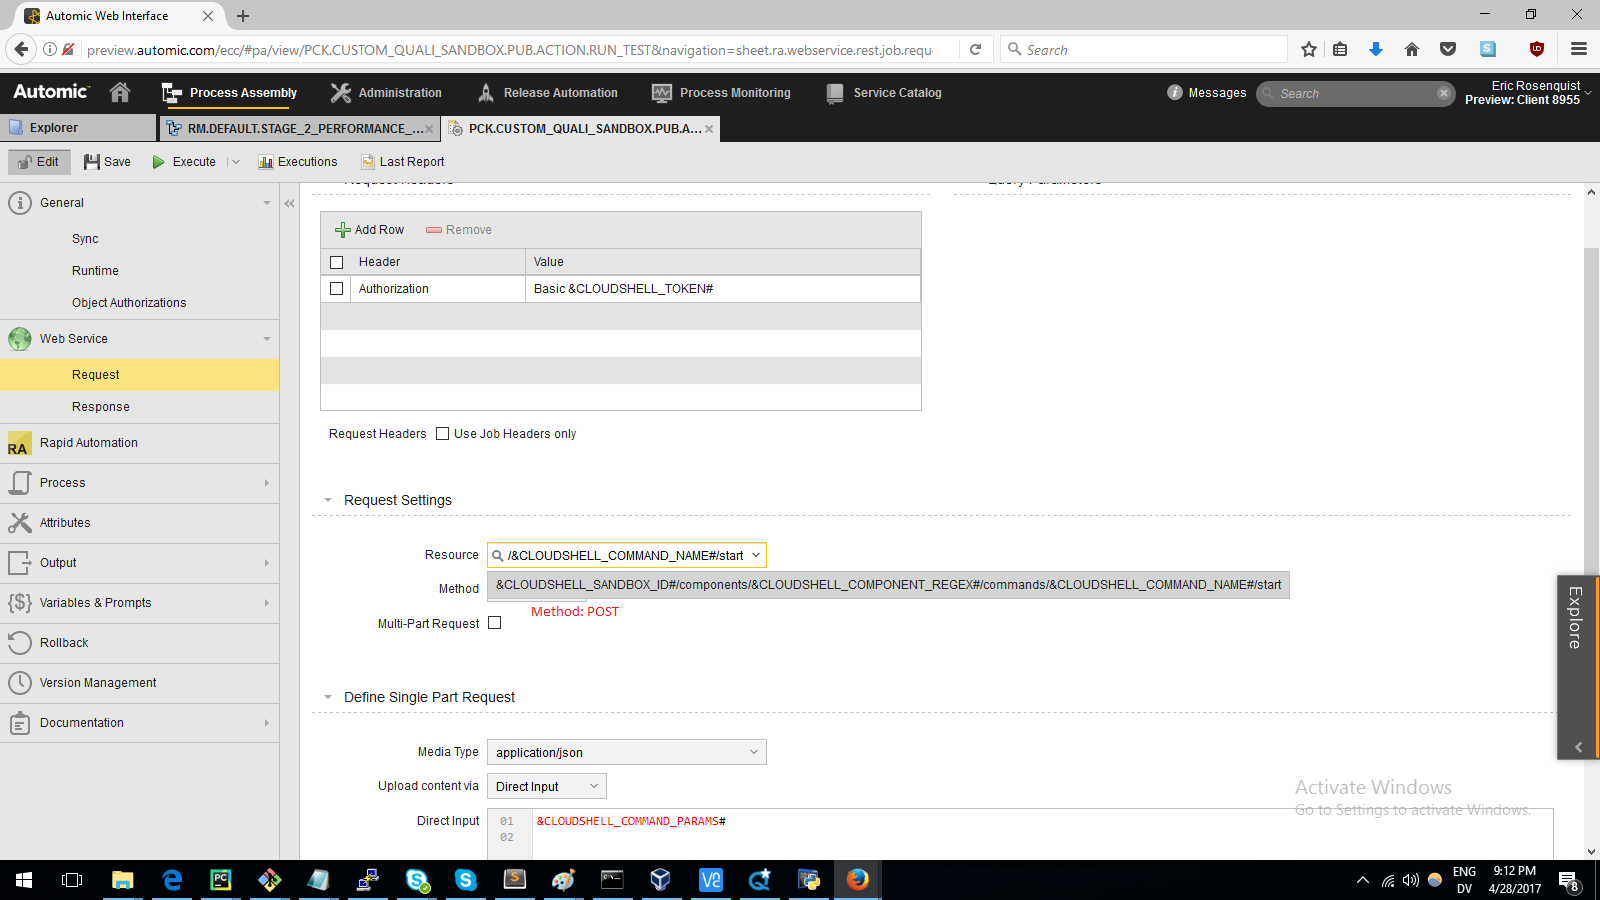 Automic Web Interface
preview.automic.com/ecc/#pa/view/PCK.CUSTOM_QUALI_SANDBOX.PUB.ACTION.RUN_TEST&navigation=sheet.ra.webservice.rest.job.requ
Search
Automic
Process Assembly
Administration
Release Automation
Process Monitoring
Service Catalog
Messages
Search
Eric Rosenquist
Preview: Client 8955
Explorer
RM.DEFAULT.STAGE_2_PERFORMANCE_...
PCK.CUSTOM_QUALI_SANDBOX.PUB.A...
Edit
Save
Execute
Executions
Last Report
General
Sync
Runtime
Object Authorizations
Web Service
Request
Response
RA
Rapid Automation
Process
Attributes
Output
{$}
Variables & Prompts
Rollback
Version Management
Documentation
Request Headers
Query Parameters
Add Row
Remove
Header
Value
Authorization
Basic &CLOUDSHELL_TOKEN#
Request Headers
Use Job Headers only
Request Settings
Resource
/&CLOUDSHELL_COMMAND_NAME#/start
Method
&CLOUDSHELL_SANDBOX_ID#/components/&CLOUDSHELL_COMPONENT_REGEX#/commands/&CLOUDSHELL_COMMAND_NAME#/start
Method: POST
Multi-Part Request
Define Single Part Request
Media Type
application/json
Upload content via
Direct Input
Direct Input
01
&CLOUDSHELL_COMMAND_PARAMS#
02
Explore
Activate Windows
Go to Settings to activate Windows.
ENG
DV
9:12 PM
4/28/2017
8